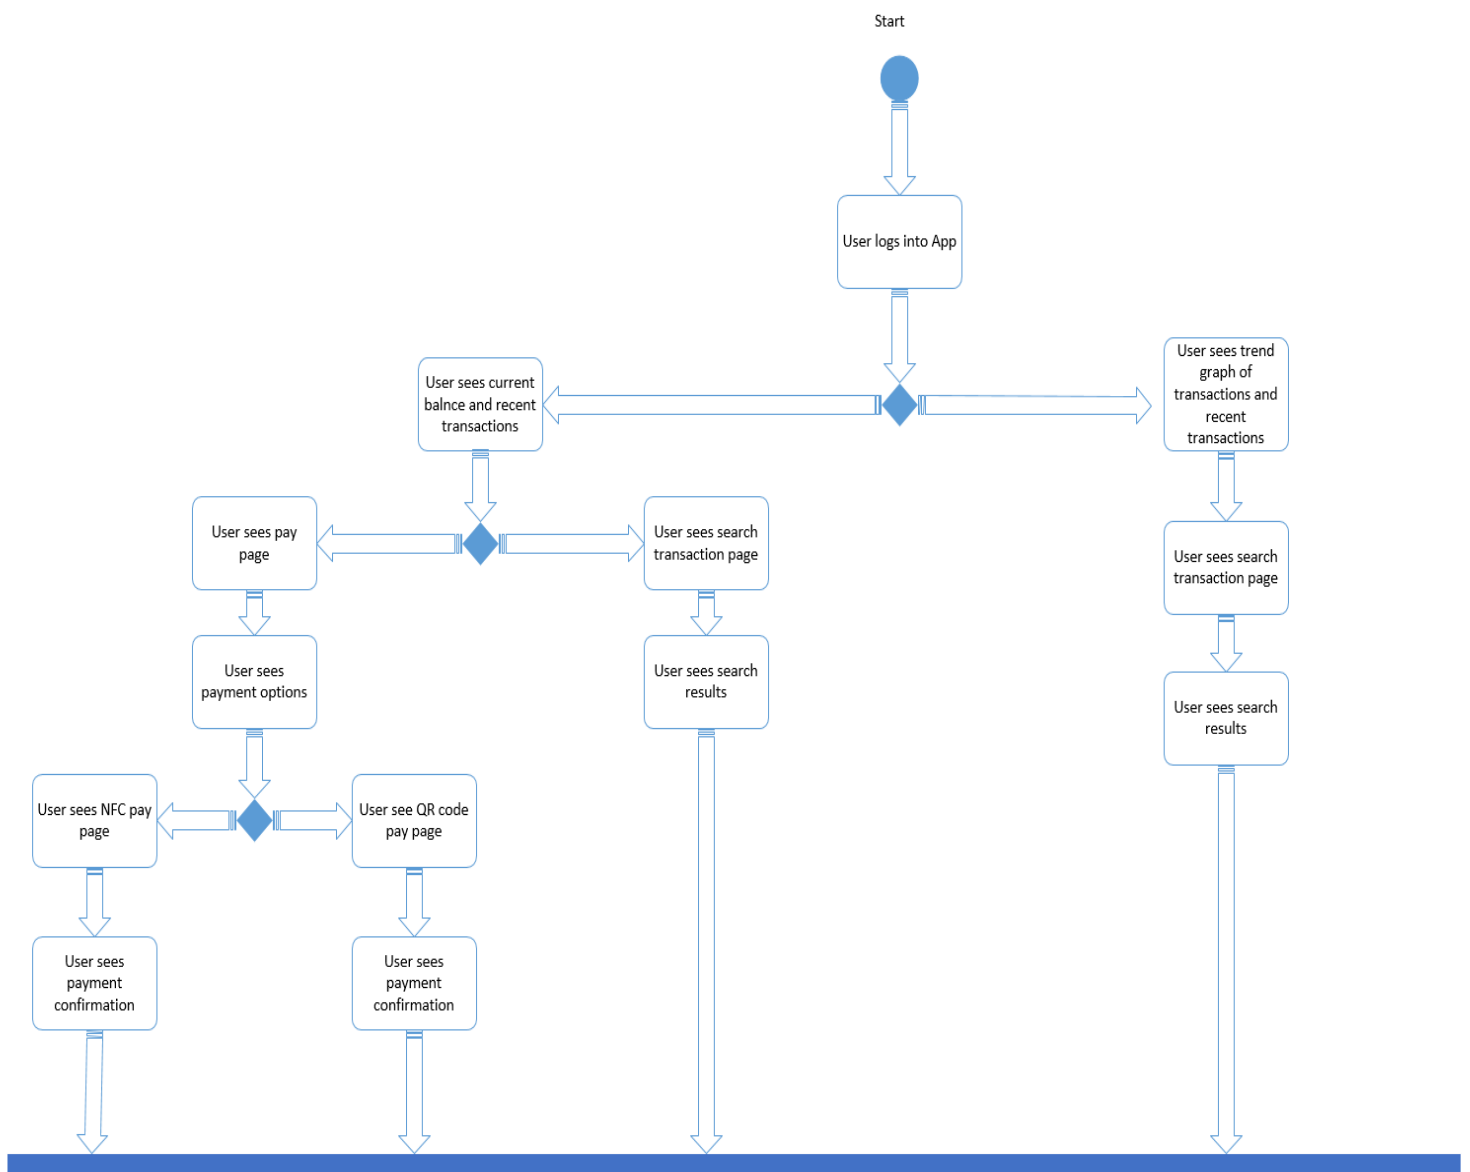 Start
User logs into App
User sees current
balnce and recent
transactions
User sees trend
graph of
transactions and
recent
transactions
User sees pay
page
User sees search
transaction page
User sees search
transaction page
User sees
payment options
User sees search
results
User sees search
results
User sees NFC pay
page
User see QR code
pay page
User sees
payment
confirmation
User sees
payment
confirmation